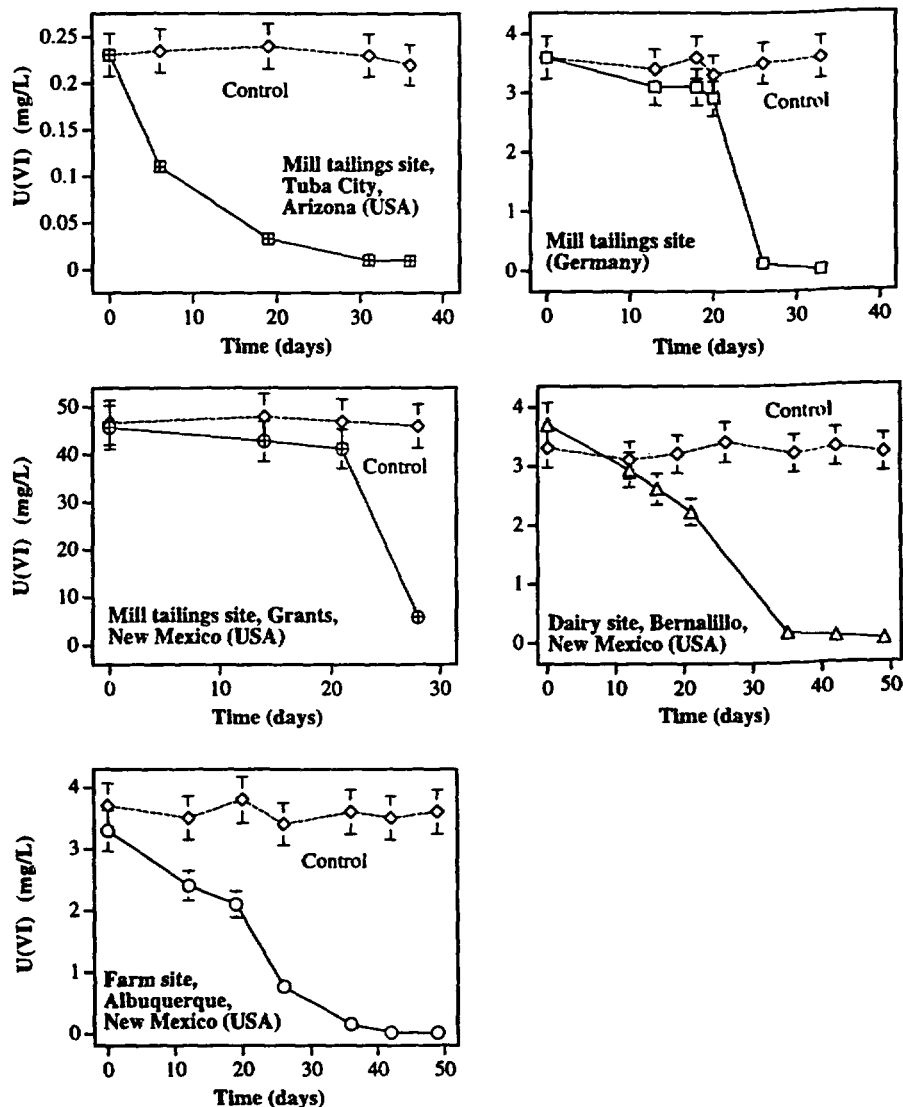 U(VI) (mg/L)
0.25
0.2
0.15
0.1
0.05
0
Control
Mill tailings site,
Tuba City,
Arizona (USA)
0 10 20 30 40
Time (days)
4
3
2
1
0
Control
Mill tailings site
(Germany)
0 10 20 30 40
Time (days)
U(VI) (mg/L)
50
40
30
20
10
0
Control
Mill tailings site, Grants,
New Mexico (USA)
0 10 20 30
Time (days)
4
3
2
1
0
Control
Dairy site, Bernalillo,
New Mexico (USA)
0 10 20 30 40 50
Time (days)
U(VI) (mg/L)
4
3
2
1
0
Control
Farm site,
Albuquerque,
New Mexico (USA)
0 10 20 30 40 50
Time (days)